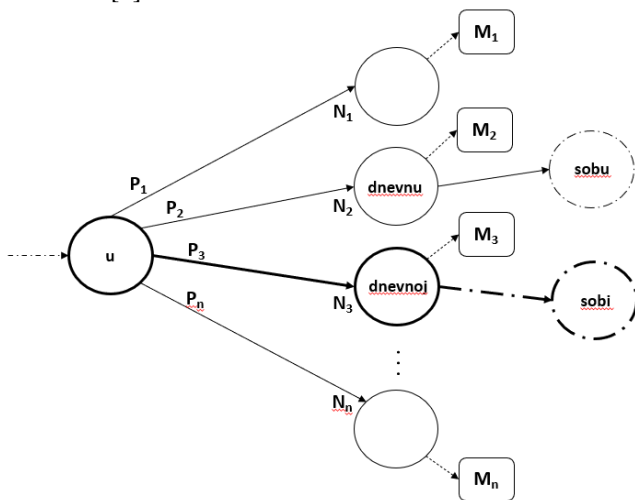 M₁
N₁
M₂
P₁
P₂
dnevnu
sobu
N₂
M₃
u
P₃
dnevnoj
sobi
Pₙ
N₃
Nₙ
Mₙ